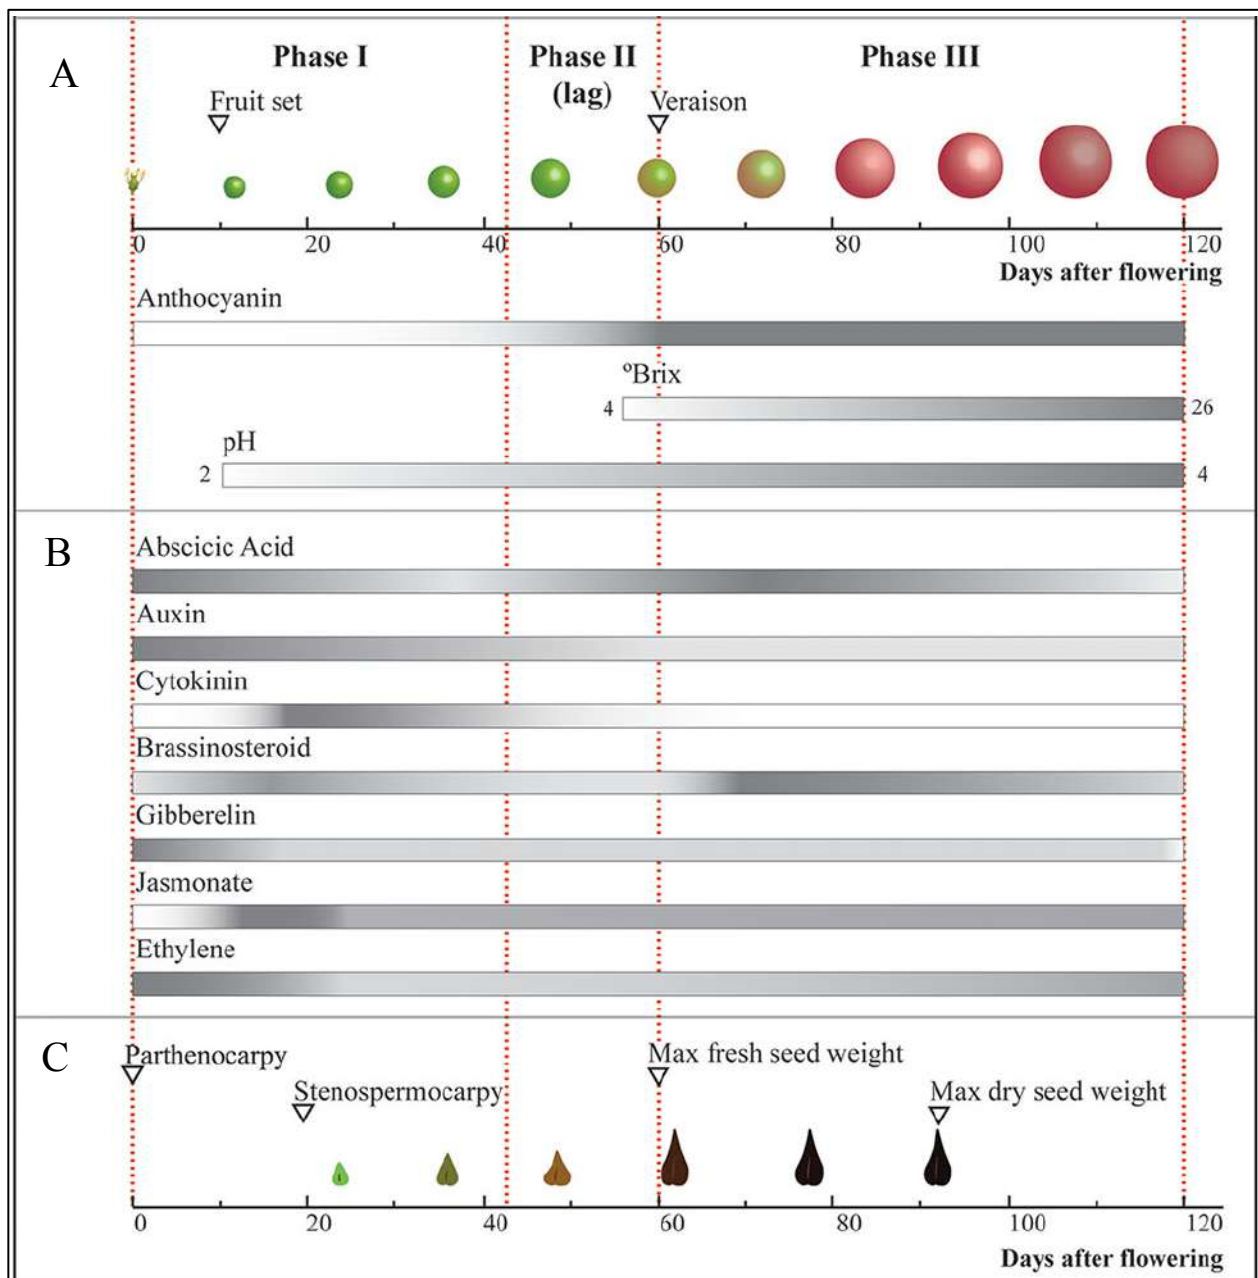 A
Phase I
Phase II
(lag)
Phase III
Fruit set
Veraison
0 20 40 60 80 100 120
Days after flowering
Anthocyanin
ºBrix
4 26
pH
2 4
B
Abscicic Acid
Auxin
Cytokinin
Brassinosteroid
Gibberelin
Jasmonate
Ethylene
C
Parthenocarpy
Stenospermocarpy
Max fresh seed weight
Max dry seed weight
0 20 40 60 80 100 120
Days after flowering